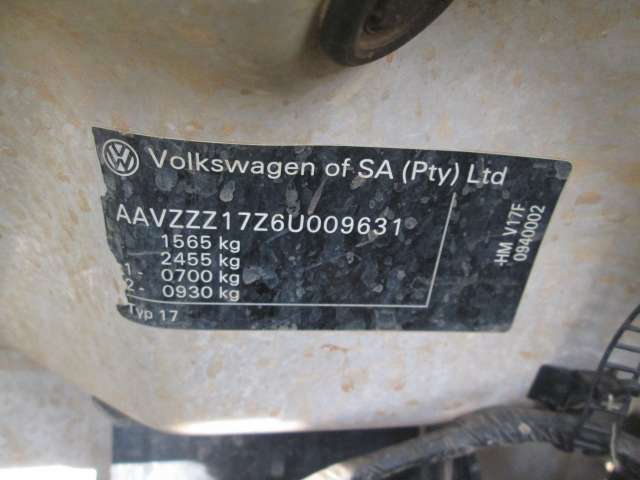 Volkswagen of SA (Pty) Ltd
AAVZZZ17Z6U009631
1565 kg
2455 kg
1 - 0700 kg
2 - 0930 kg
Typ 17
HM V17F
0940002